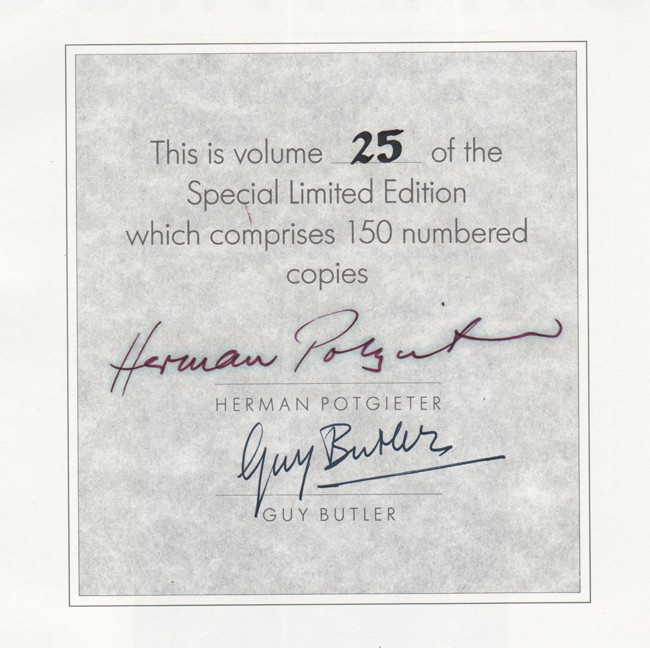 This is volume 25 of the
Special Limited Edition
which comprises 150 numbered
copies
Herman Potgieter
HERMAN POTGIETER
Guy Butler
GUY BUTLER